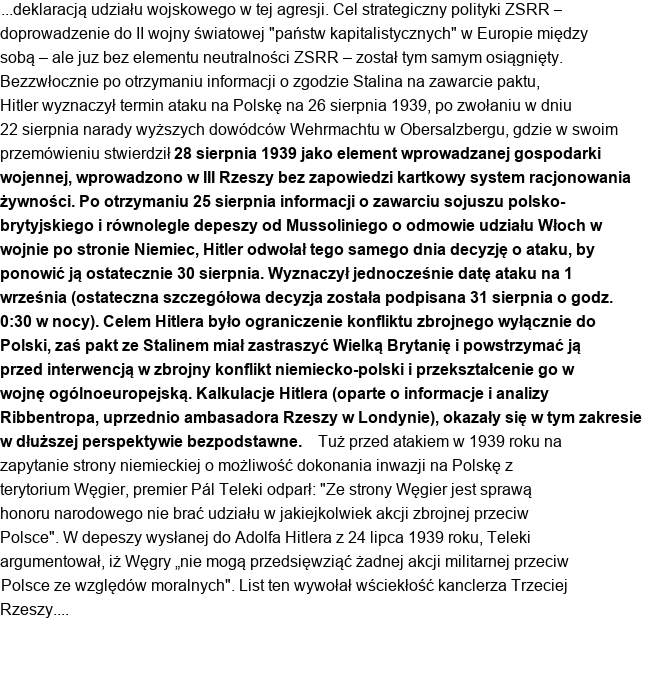 ...deklaracją udziału wojskowego w tej agresji. Cel strategiczny polityki ZSRR –
doprowadzenie do II wojny światowej "państw kapitalistycznych" w Europie między
sobą – ale juz bez elementu neutralności ZSRR – został tym samym osiągnięty.
Bezzwłocznie po otrzymaniu informacji o zgodzie Stalina na zawarcie paktu,
Hitler wyznaczył termin ataku na Polskę na 26 sierpnia 1939, po zwołaniu w dniu
22 sierpnia narady wyższych dowódców Wehrmachtu w Obersalzbergu, gdzie w swoim
przemówieniu stwierdził 28 sierpnia 1939 jako element wprowadzanej gospodarki
wojennej, wprowadzono w III Rzeszy bez zapowiedzi kartkowy system racjonowania
żywności. Po otrzymaniu 25 sierpnia informacji o zawarciu sojuszu polsko-
brytyjskiego i równolegle depeszy od Mussoliniego o odmowie udziału Włoch w
wojnie po stronie Niemiec, Hitler odwołał tego samego dnia decyzję o ataku, by
ponowić ją ostatecznie 30 sierpnia. Wyznaczył jednocześnie datę ataku na 1
września (ostateczna szczegółowa decyzja została podpisana 31 sierpnia o godz.
0:30 w nocy). Celem Hitlera było ograniczenie konfliktu zbrojnego wyłącznie do
Polski, zaś pakt ze Stalinem miał zastraszyć Wielką Brytanię i powstrzymać ją
przed interwencją w zbrojny konflikt niemiecko-polski i przekształcenie go w
wojnę ogólnoeuropejską. Kalkulacje Hitlera (oparte o informacje i analizy
Ribbentropa, uprzednio ambasadora Rzeszy w Londynie), okazały się w tym zakresie
w dłuższej perspektywie bezpodstawne. Tuż przed atakiem w 1939 roku na
zapytanie strony niemieckiej o możliwość dokonania inwazji na Polskę z
terytorium Węgier, premier Pál Teleki odparł: "Ze strony Węgier jest sprawą
honoru narodowego nie brać udziału w jakiejkolwiek akcji zbrojnej przeciw
Polsce". W depeszy wysłanej do Adolfa Hitlera z 24 lipca 1939 roku, Teleki
argumentował, iż Węgry „nie mogą przedsięwziąć żadnej akcji militarnej przeciw
Polsce ze względów moralnych". List ten wywołał wściekłość kanclerza Trzeciej
Rzeszy....